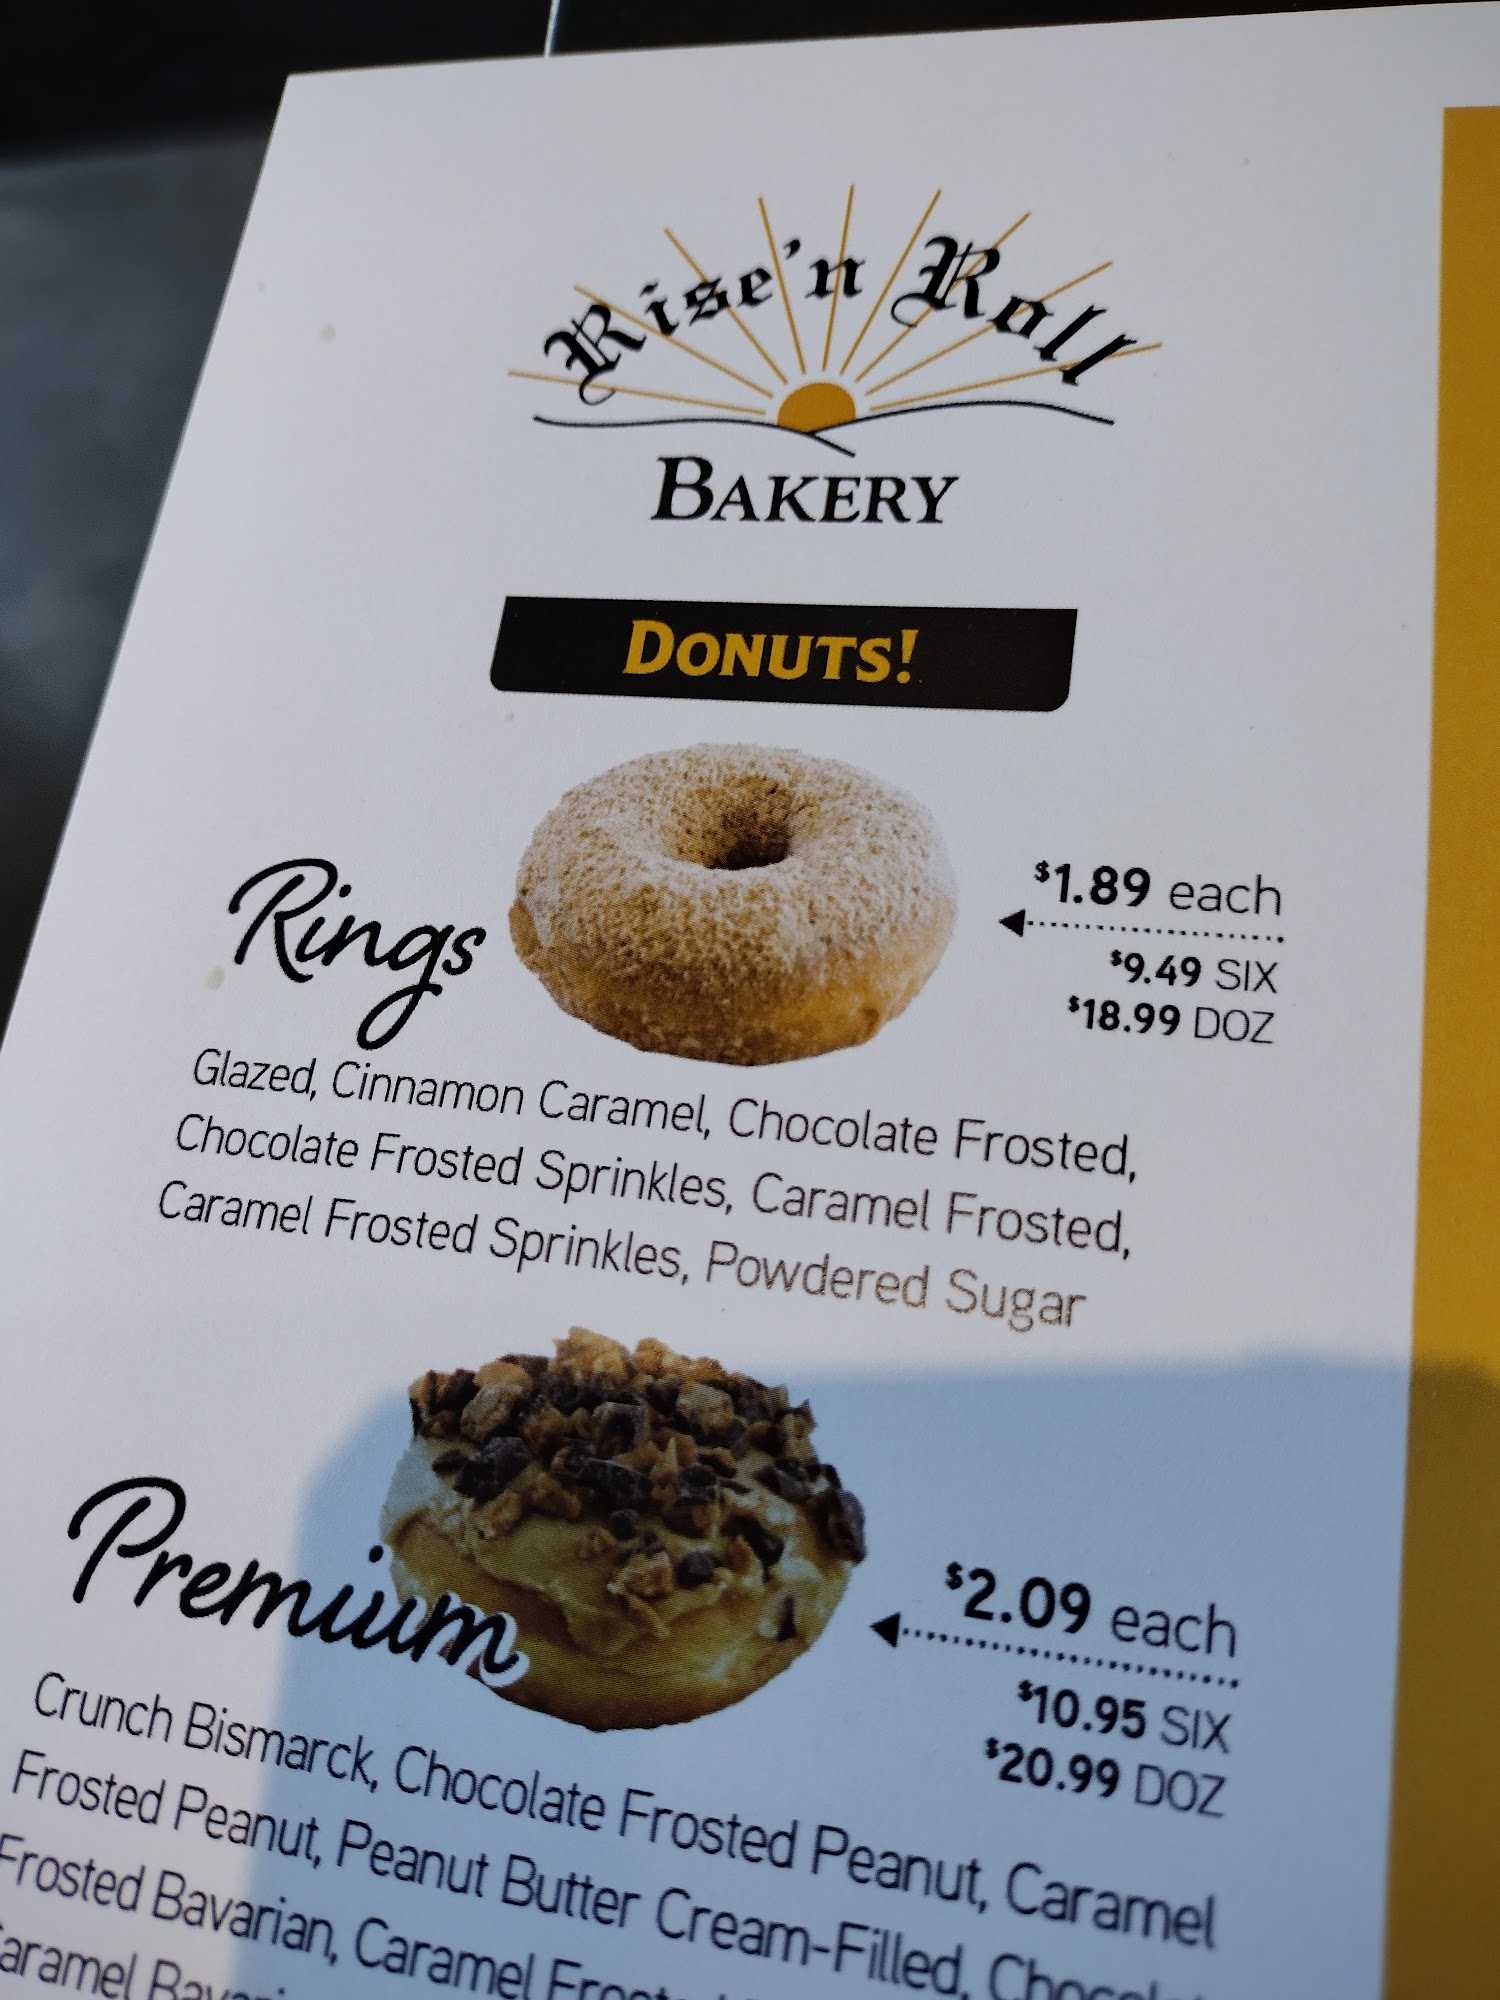 Rise'n Roll
BAKERY
DONUTS!
Rings
$1.89 each
$9.49 SIX
$18.99 DOZ
Glazed, Cinnamon Caramel, Chocolate Frosted,
Chocolate Frosted Sprinkles, Caramel Frosted,
Caramel Frosted Sprinkles, Powdered Sugar
Premium
$2.09 each
$10.95 SIX
$20.99 DOZ
Crunch Bismarck, Chocolate Frosted Peanut, Caramel
Frosted Peanut, Peanut Butter Cream-Filled,
Frosted Bavarian, Caramel